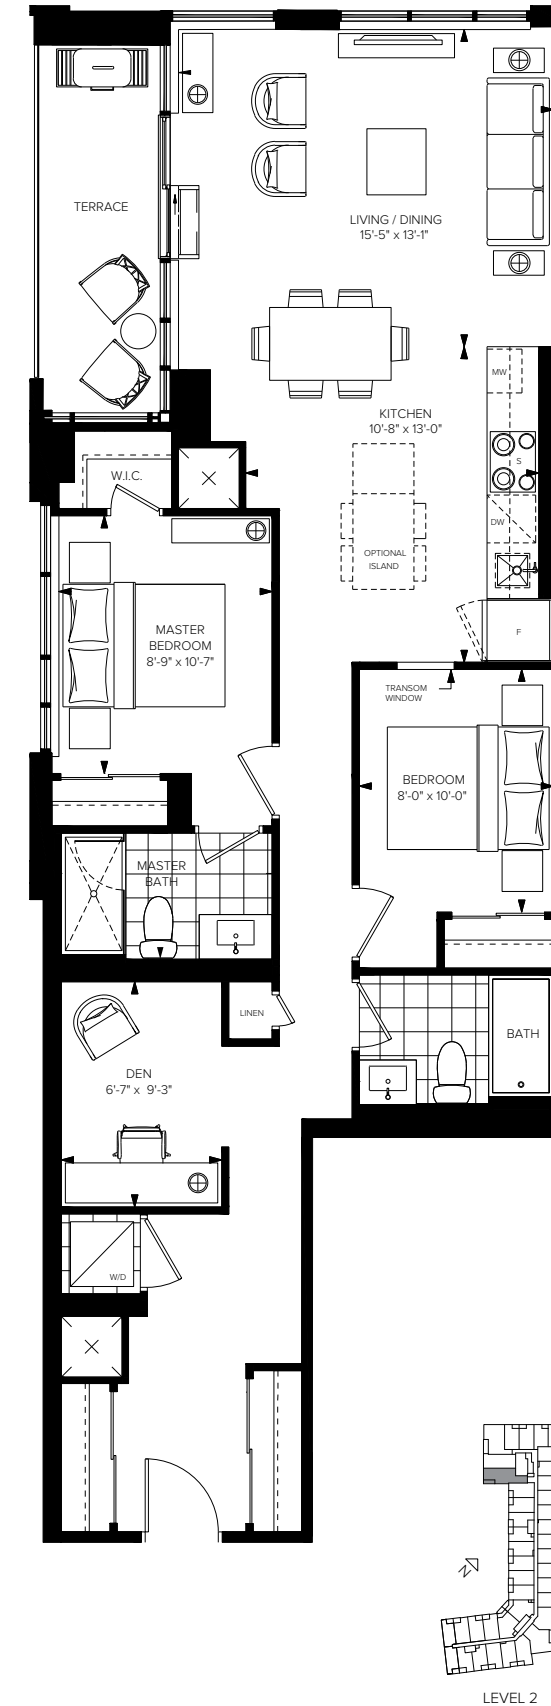 TERRACE
LIVING / DINING
15'-5" x 13'-1"
MW
KITCHEN
10'-8" x 13'-0"
S
W.I.C.
DW
OPTIONAL
ISLAND
F
MASTER
BEDROOM
8'-9" x 10'-7"
TRANSOM
WINDOW
BEDROOM
8'-0" x 10'-0"
MASTER
BATH
LINEN
BATH
DEN
6'-7" x 9'-3"
W/D
N
LEVEL 2